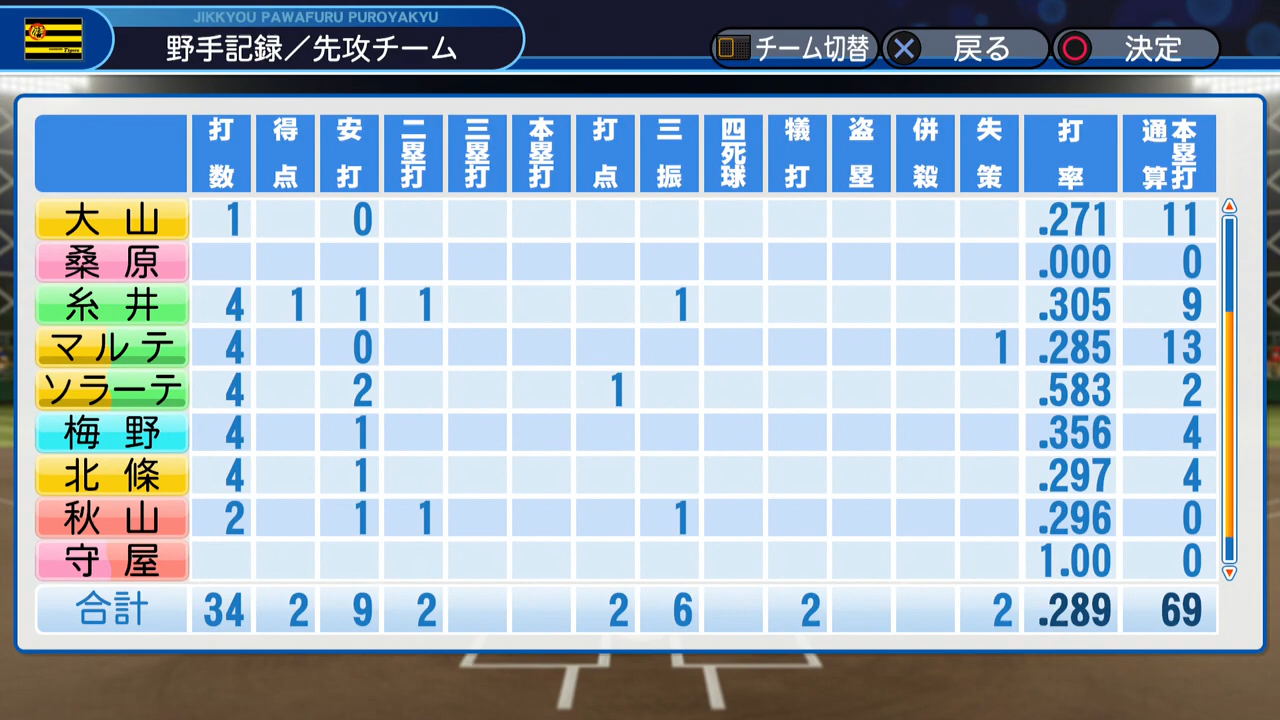 JIKKYOU PAWAFURU PUROYAKYU
野手記録／先攻チーム チーム切替 戻る 決定
打数 得点 安打 二塁打 三塁打 本塁打 打点 三振 四死球 犠打 盗塁 併殺 失策 打率 通算本塁打
大山 1 0 .271 11
桑原 .000 0
糸井 4 1 1 1 1 .305 9
マルテ 4 0 1 .285 13
ソラーテ 4 2 1 .583 2
梅野 4 1 .356 4
北條 4 1 .297 4
秋山 2 1 1 1 .296 0
守屋 1.00 0
合計 34 2 9 2 2 6 2 2 .289 69